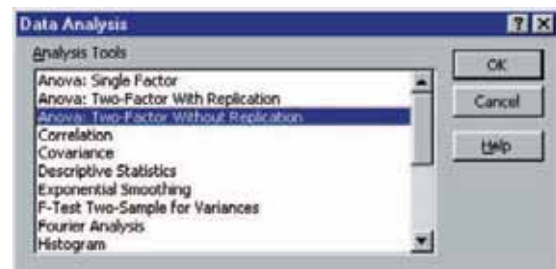 Data Analysis
Analysis Tools
Anova: Single Factor
Anova: Two-Factor With Replication
Anova: Two-Factor Without Replication
Correlation
Covariance
Descriptive Statistics
Exponential Smoothing
F-Test Two-Sample for Variances
Fourier Analysis
Histogram
OK
Cancel
Help